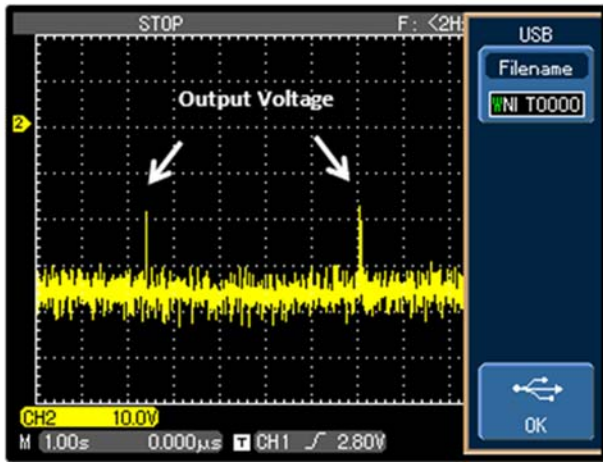 STOP F: <2H
USB
Filename
WNI T0000
Output Voltage
2
CH2 10.0V
M 1.00s 0.000µs T CH1 2.80V
OK